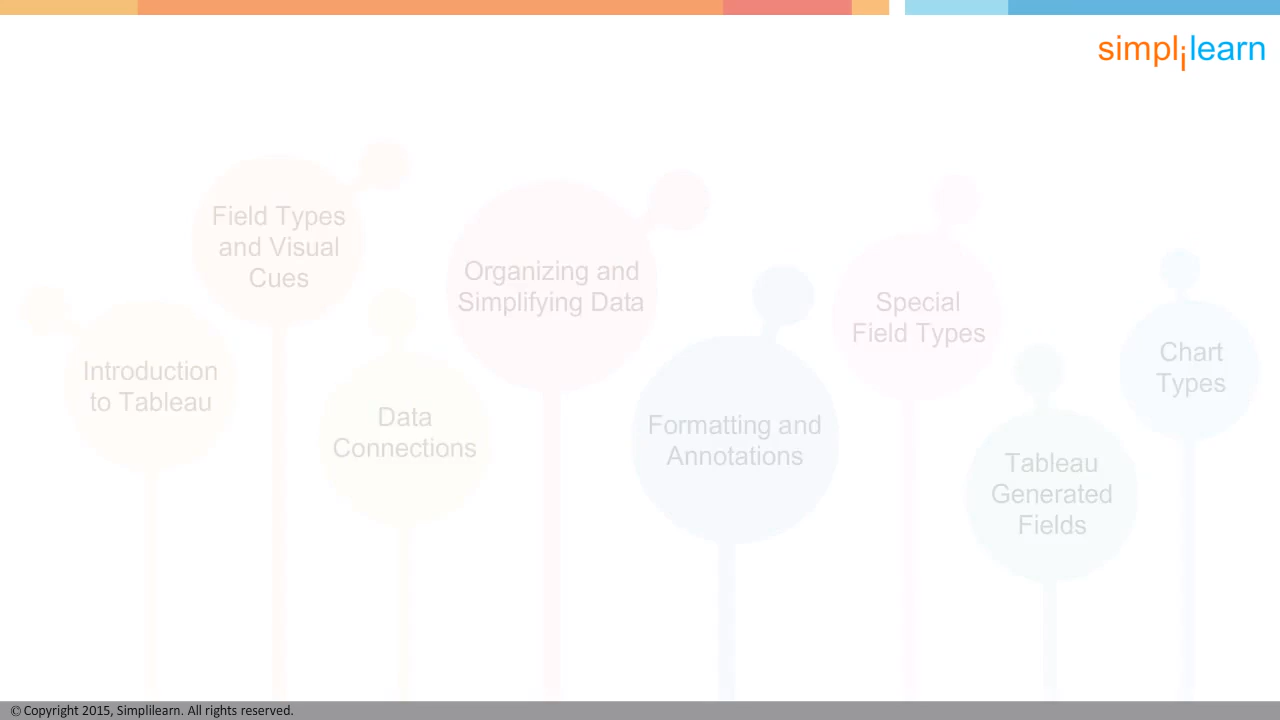 simplilearn
Field Types
and Visual
Cues
Organizing and
Simplifying Data
Special
Field Types
Chart
Types
Introduction
to Tableau
Data
Connections
Formatting and
Annotations
Tableau
Generated
Fields
© Copyright 2015, Simplilearn. All rights reserved.